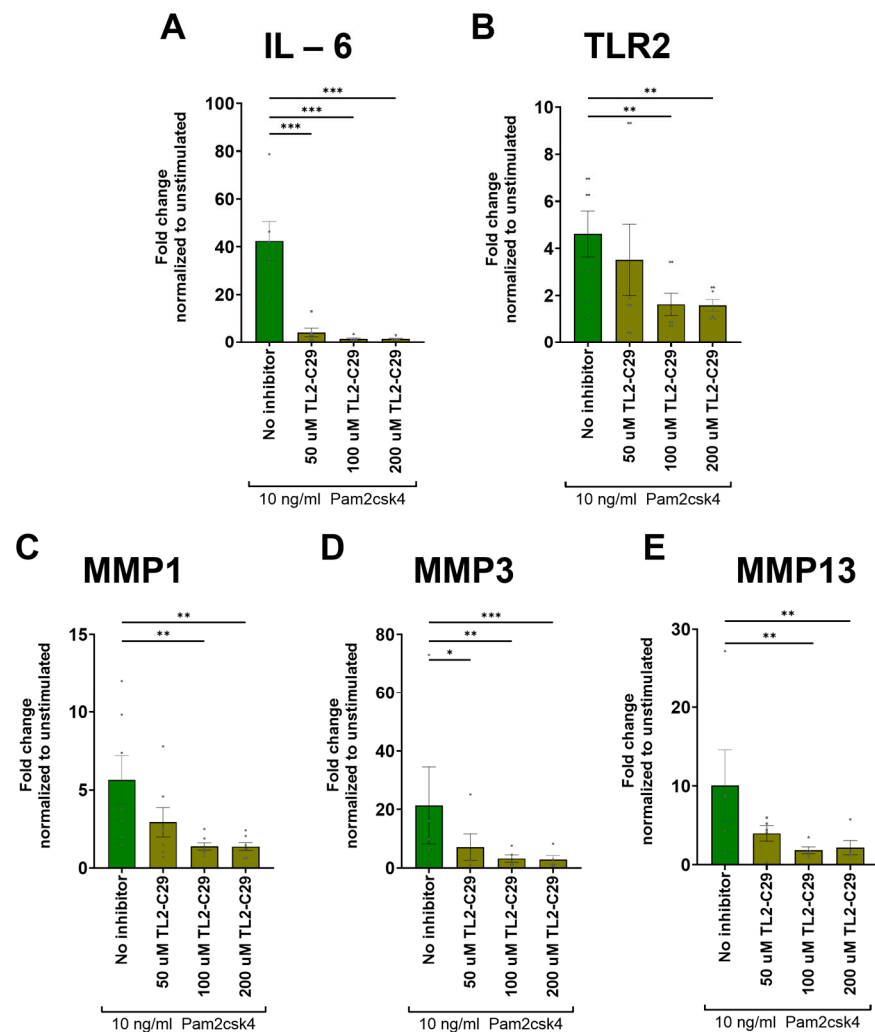 A
IL – 6
Fold change
normalized to unstimulated
100
80
60
40
20
0
***
***
***
No inhibitor
50 uM TL2-C29
100 uM TL2-C29
200 uM TL2-C29
10 ng/ml Pam2csk4
B
TLR2
Fold change
normalized to unstimulated
10
8
6
4
2
0
**
**
No inhibitor
50 uM TL2-C29
100 uM TL2-C29
200 uM TL2-C29
10 ng/ml Pam2csk4
C
MMP1
Fold change
normalized to unstimulated
15
10
5
0
**
**
No inhibitor
50 uM TL2-C29
100 uM TL2-C29
200 uM TL2-C29
10 ng/ml Pam2csk4
D
MMP3
Fold change
normalized to unstimulated
80
60
40
20
0
***
**
*
No inhibitor
50 uM TL2-C29
100 uM TL2-C29
200 uM TL2-C29
10 ng/ml Pam2csk4
E
MMP13
Fold change
normalized to unstimulated
30
20
10
0
**
**
No inhibitor
50 uM TL2-C29
100 uM TL2-C29
200 uM TL2-C29
10 ng/ml Pam2csk4